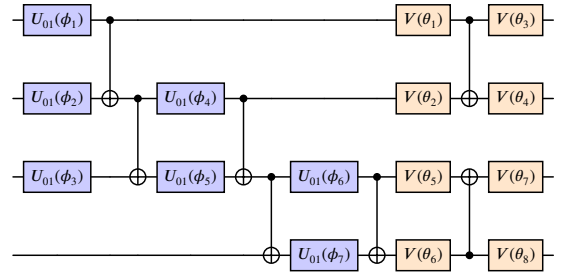 U₀₁(ϕ₁) V(θ₁) V(θ₃)
U₀₁(ϕ₂) U₀₁(ϕ₄) V(θ₂) V(θ₄)
U₀₁(ϕ₃) U₀₁(ϕ₅) U₀₁(ϕ₆) V(θ₅) V(θ₇)
U₀₁(ϕ₇) V(θ₆) V(θ₈)